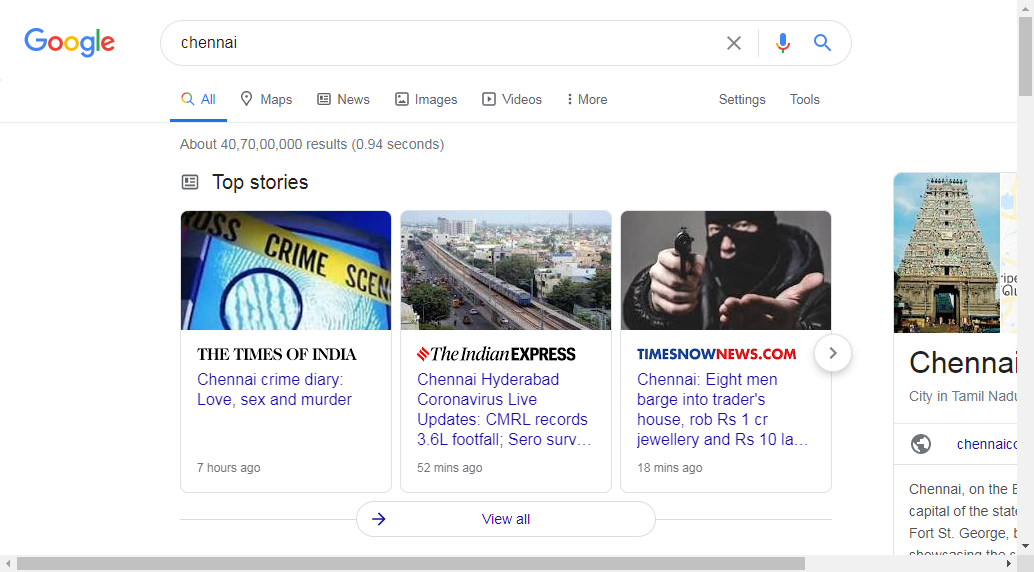 Google
chennai
All
Maps
News
Images
Videos
More
Settings
Tools
About 40,70,00,000 results (0.94 seconds)
Top stories
CRIME SCEN
THE TIMES OF INDIA
Chennai crime diary:
Love, sex and murder
7 hours ago
The Indian EXPRESS
Chennai Hyderabad
Coronavirus Live
Updates: CMRL records
3.6L footfall; Sero surv…
52 mins ago
TIMESNOWNEWS.COM
Chennai: Eight men
barge into trader's
house, rob Rs 1 cr
jewellery and Rs 10 la…
18 mins ago
View all
Chennai
City in Tamil Nadu
chennaico
Chennai, on the B
capital of the state
Fort St. George, b
showcasing the c